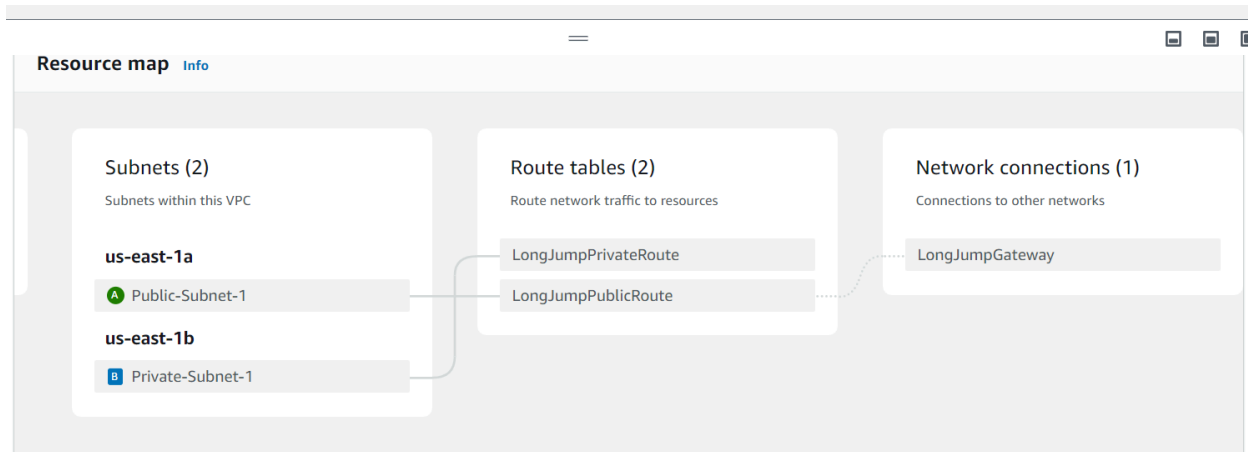 Resource map Info
Subnets (2)
Subnets within this VPC
us-east-1a
A Public-Subnet-1
us-east-1b
B Private-Subnet-1
Route tables (2)
Route network traffic to resources
LongJumpPrivateRoute
LongJumpPublicRoute
Network connections (1)
Connections to other networks
LongJumpGateway